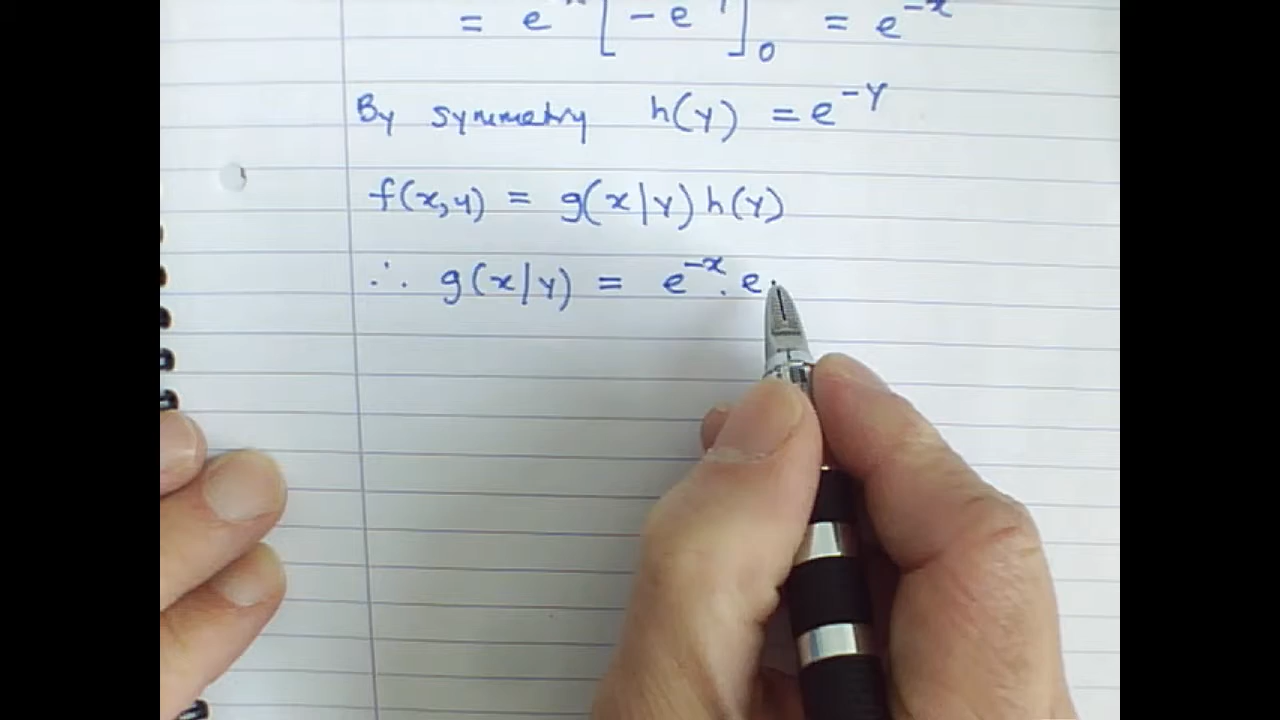 = e [-e ]₀ = e^{-x}
By symmetry h(y) = e^{-y}
f(x,y) = g(x|y) h(y)
∴ g(x|y) = e^{-x} . e